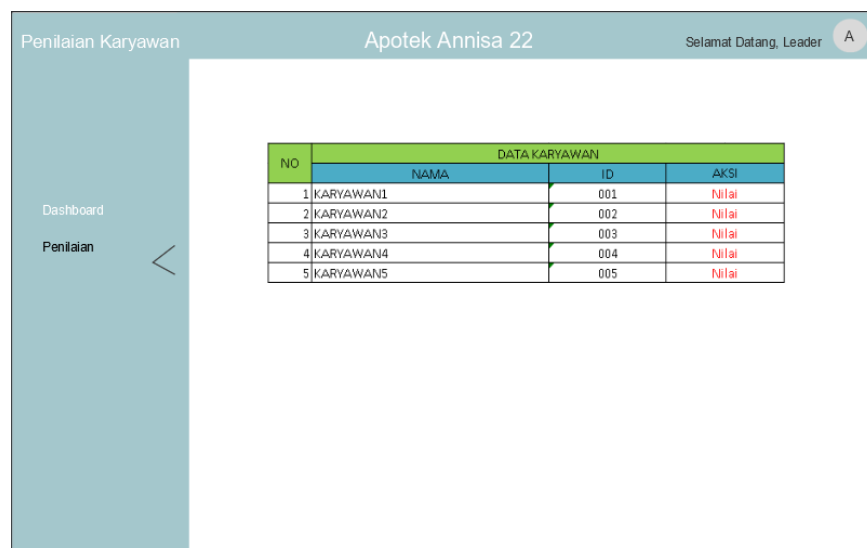 Penilaian Karyawan Apotek Annisa 22 Selamat Datang, Leader A
Dashboard
Penilaian
NO DATA KARYAWAN
NAMA ID AKSI
1 KARYAWAN1 001 Nilai
2 KARYAWAN2 002 Nilai
3 KARYAWAN3 003 Nilai
4 KARYAWAN4 004 Nilai
5 KARYAWAN5 005 Nilai